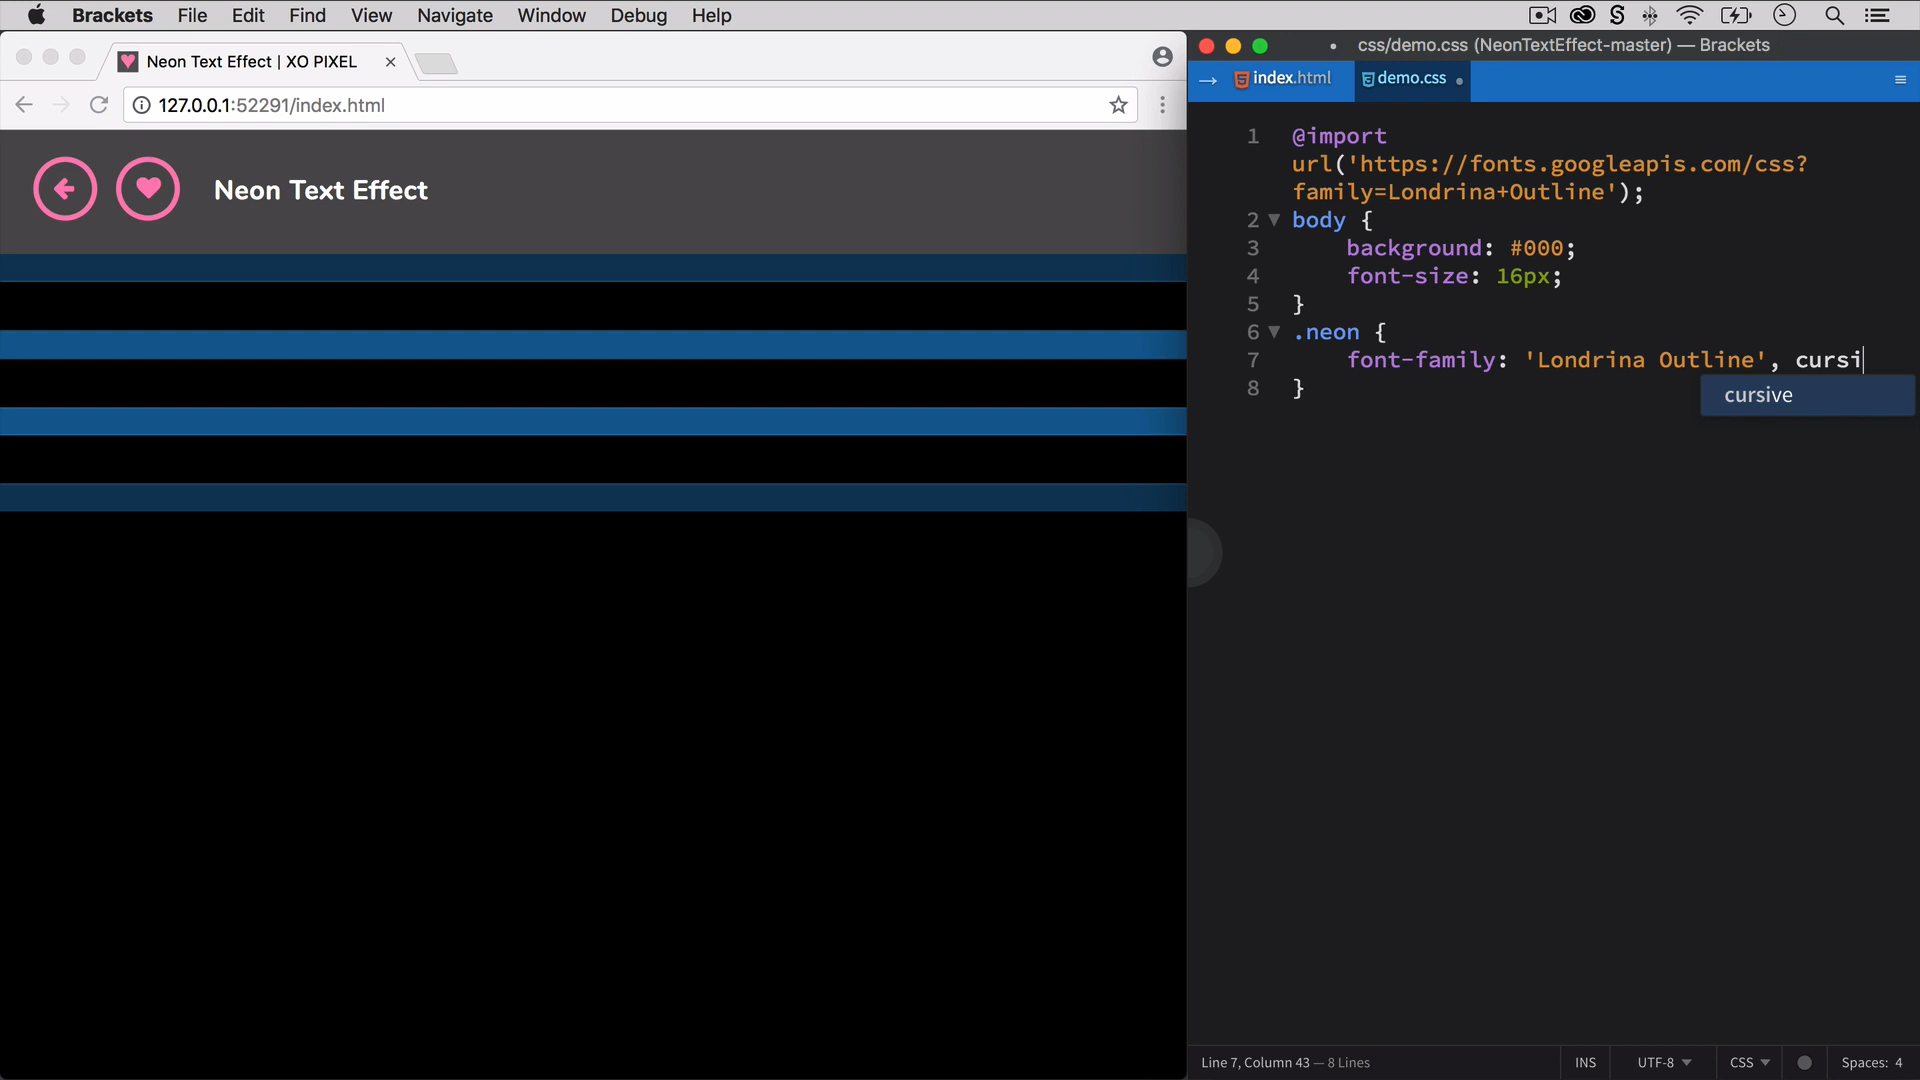 Brackets File Edit Find View Navigate Window Debug Help
Neon Text Effect | XO PIXEL
127.0.0.1:52291/index.html
Neon Text Effect
css/demo.css (NeonTextEffect-master) — Brackets
index.html
demo.css
1 @import
url('https://fonts.googleapis.com/css?
family=Londrina+Outline');
2 body {
3 background: #000;
4 font-size: 16px;
5 }
6 .neon {
7 font-family: 'Londrina Outline', cursi
cursive
8 }
Line 7, Column 43 — 8 Lines
INS
UTF-8
CSS
Spaces: 4